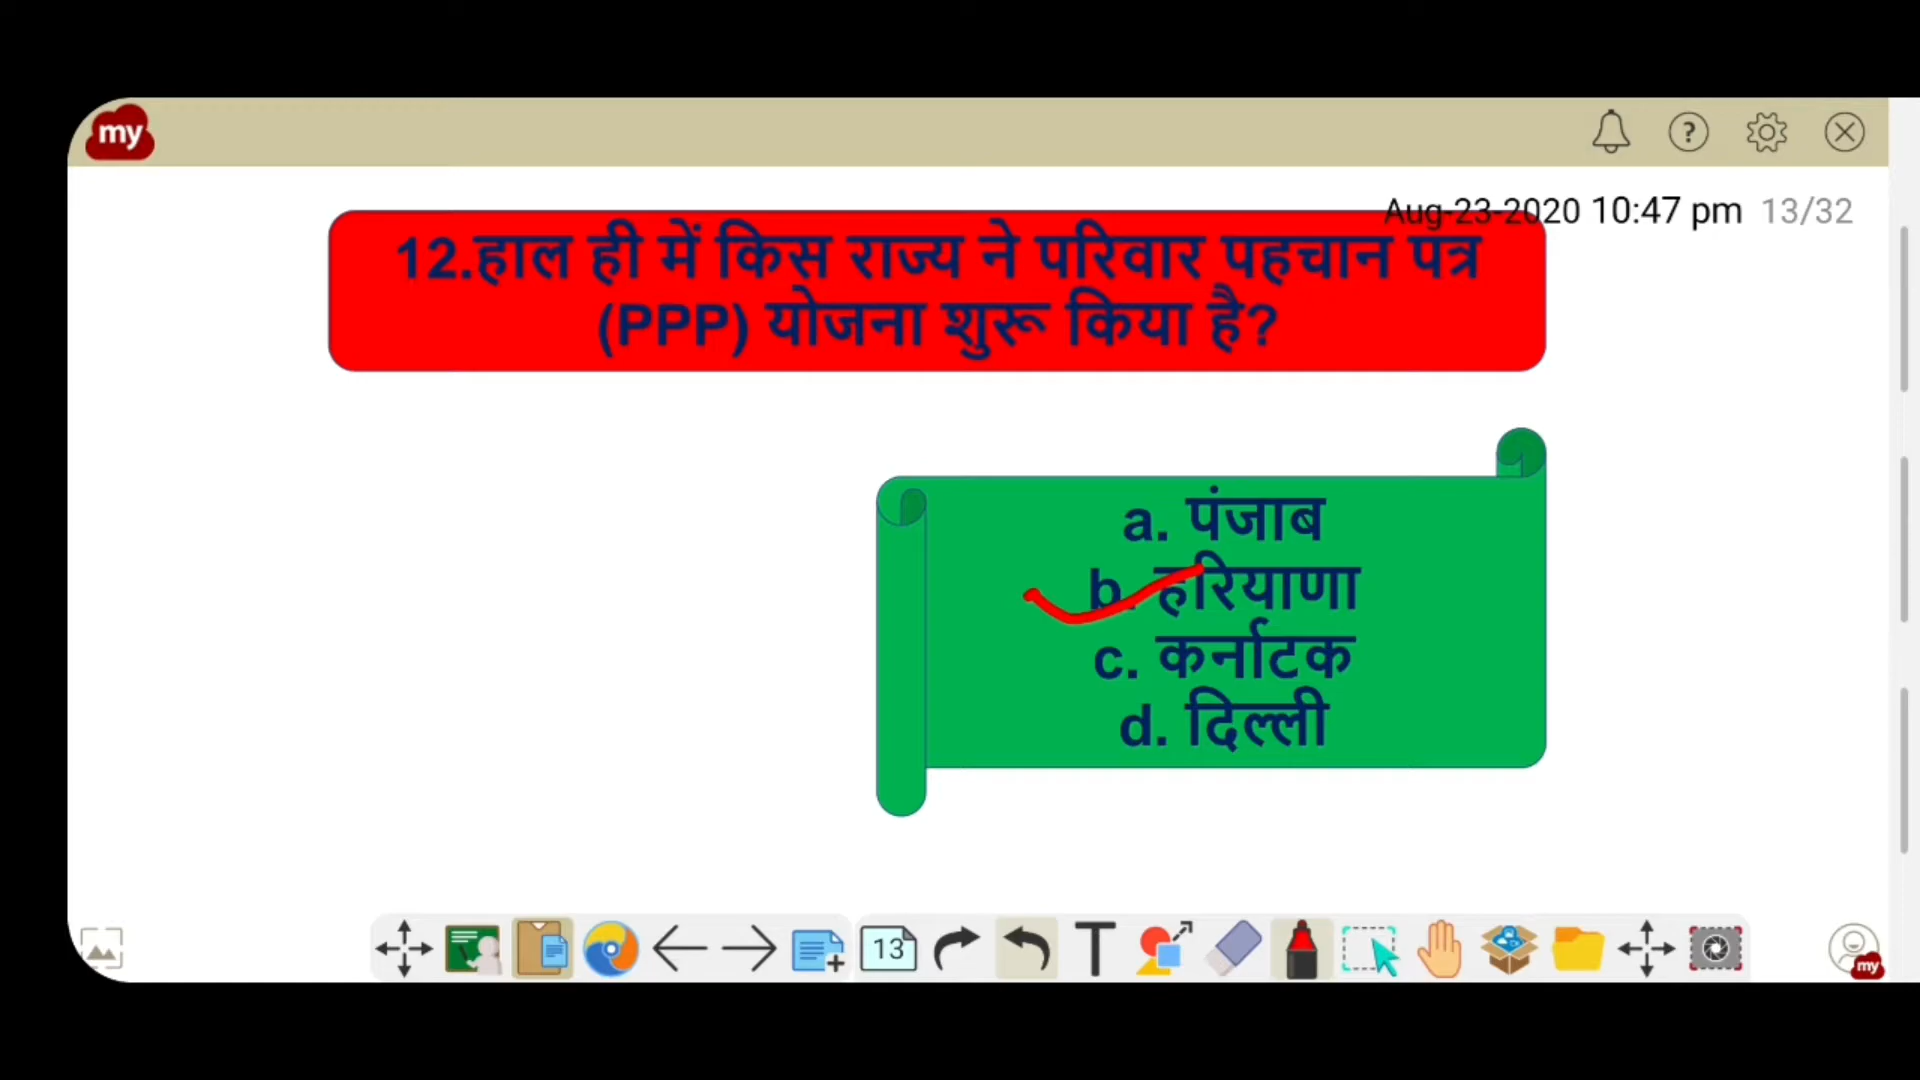 my
Aug-23-2020 10:47 pm 13/32
12.हाल ही में किस राज्य ने परिवार पहचान पत्र
(PPP) योजना शुरू किया है?
a. पंजाब
b. हरियाणा
c. कर्नाटक
d. दिल्ली
13
T
my